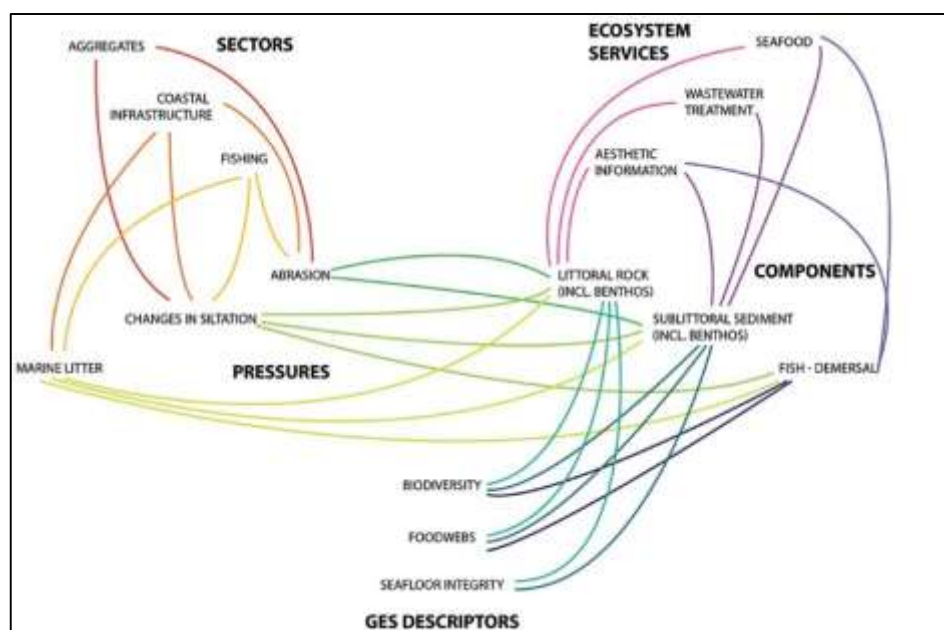 AGGREGATES
SECTORS
COASTAL
INFRASTRUCTURE
FISHING
ECOSYSTEM
SERVICES
SEAFOOD
WASTEWATER
TREATMENT
AESTHETIC
INFORMATION
ABRASION
LITTORAL ROCK
(INCL. BENTHOS)
COMPONENTS
CHANGES IN SILTATION
SUBLITTORAL SEDIMENT
(INCL. BENTHOS)
MARINE LITTER
PRESSURES
FISH - DEMERSAL
BIODIVERSITY
FOODWEBS
SEAFLOOR INTEGRITY
GES DESCRIPTORS